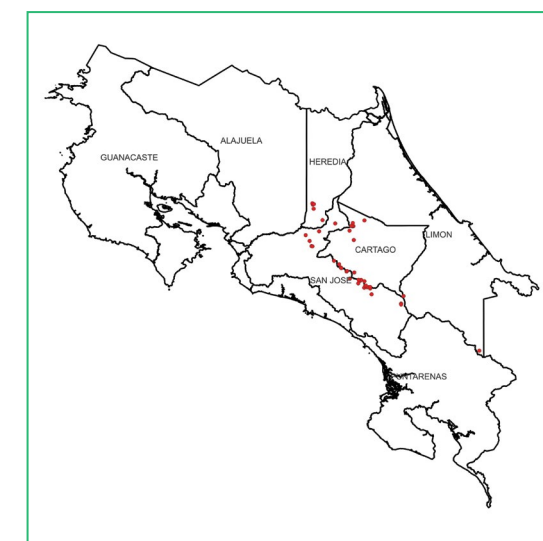 ALAJUELA
GUANACASTE
HEREDIA
LIMON
CARTAGO
SAN JOSE
PUNTARENAS